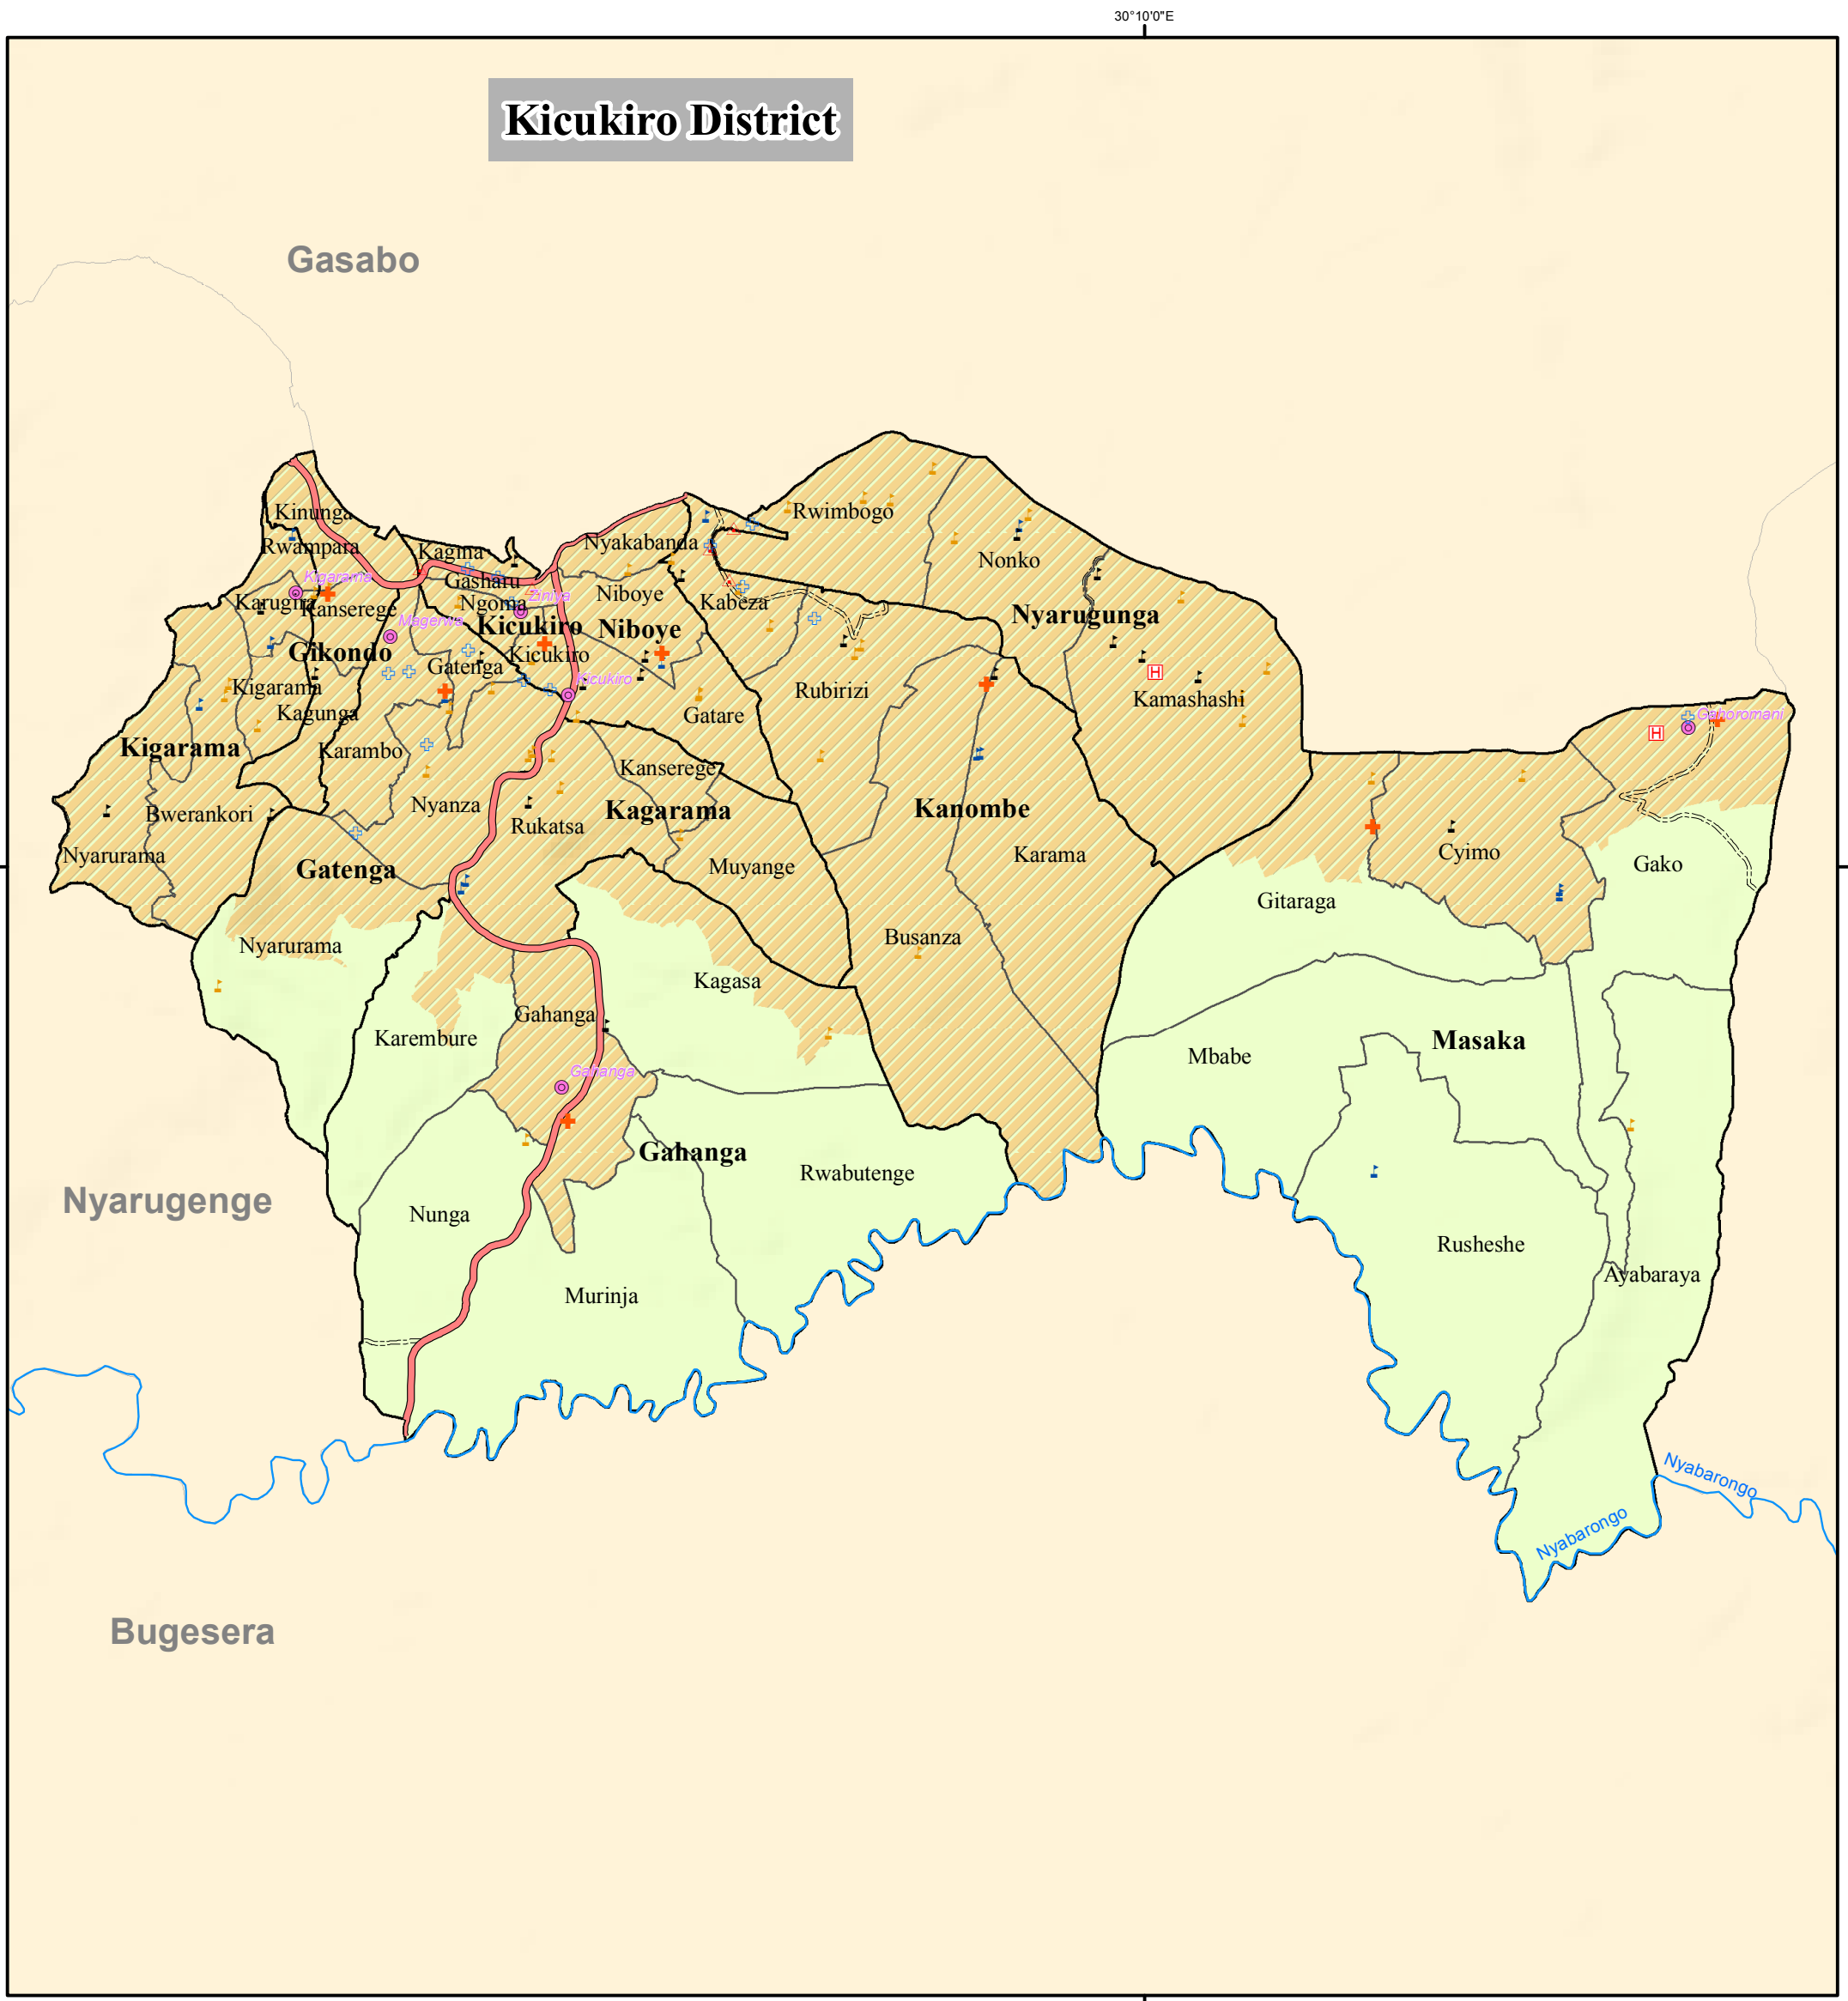 30°10'0"E
Kicukiro District
Gasabo
Kinunga
Rwimbogo
Nyakabanda
Rwampara
Kagina
Nonko
Kigarama
Gasharu
Niboye
Ziniya
Karugira
Kanserege
Ngoma
Kabeza
Nyarugunga
Magerwa
Kicukiro
Niboye
Gikondo
Kicukiro
Gatenga
Kicukiro
Kigarama
Rubirizi
Kamashashi
Kagunga
Gatare
Gahoromani
Kigarama
Karambo
Kanserege
Nyanza
Kagarama
Kanombe
Bwerankori
Rukatsa
Nyarurama
Karama
Cyimo
Gatenga
Muyange
Gako
Gitaraga
Nyarurama
Busanza
Kagasa
Gahanga
Karembure
Masaka
Mbabe
Gahanga
Gahanga
Rwabutenge
Nyarugenge
Nunga
Rusheshe
Murinja
Ayabaraya
Nyabarongo
Nyabarongo
Bugesera